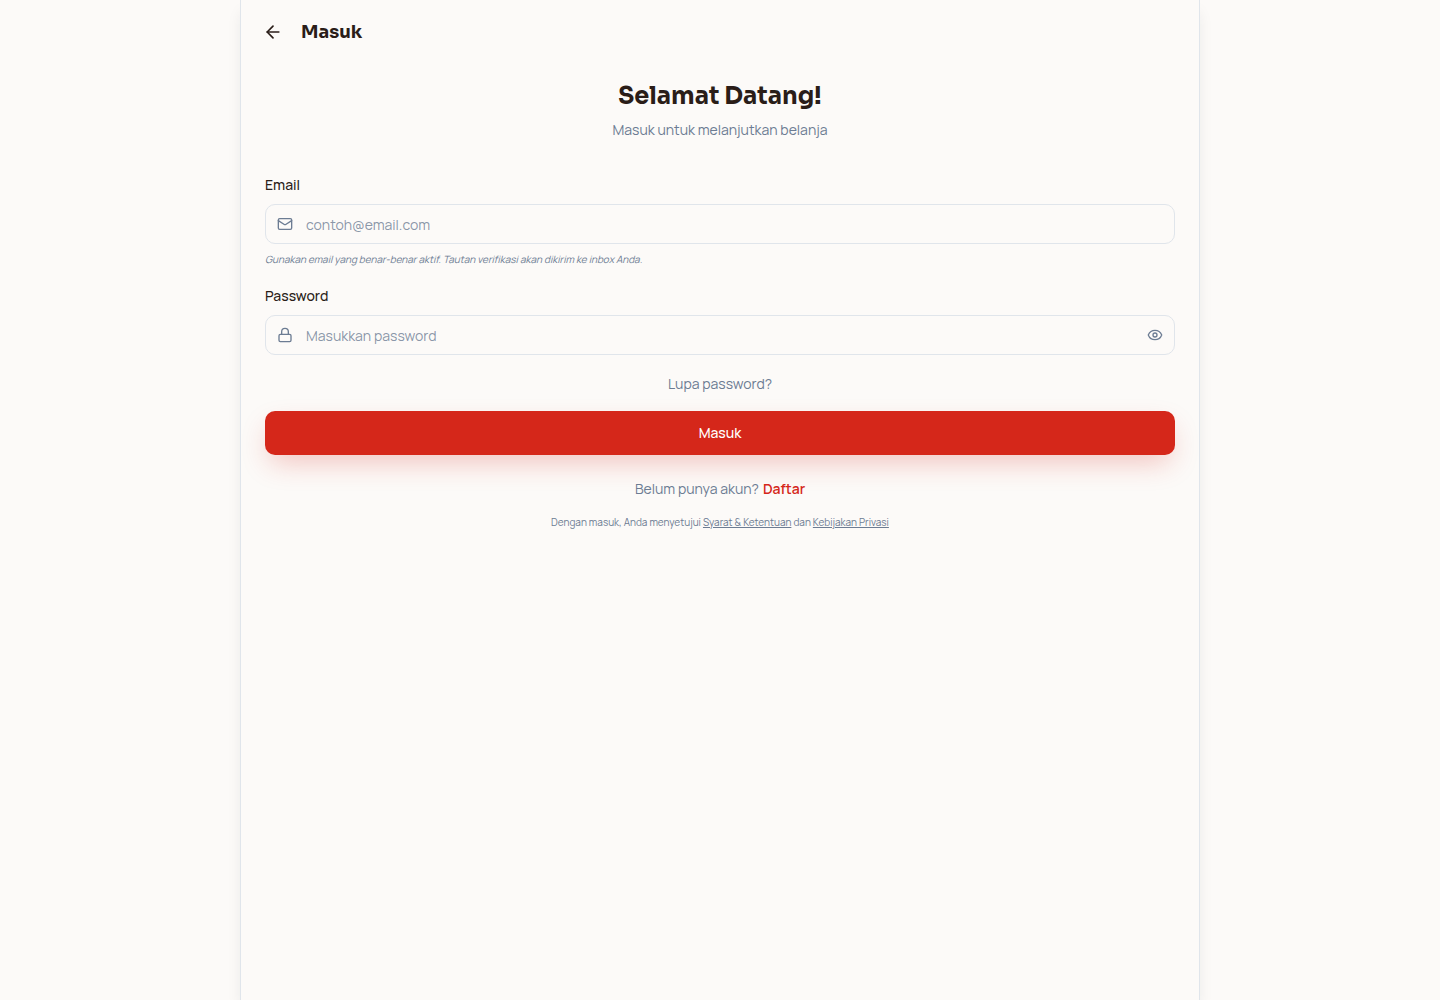 Masuk
Selamat Datang!
Masuk untuk melanjutkan belanja
Email
contoh@email.com
Gunakan email yang benar-benar aktif. Tautan verifikasi akan dikirim ke inbox Anda.
Password
Masukkan password
Lupa password?
Masuk
Belum punya akun? Daftar
Dengan masuk, Anda menyetujui Syarat & Ketentuan dan Kebijakan Privasi